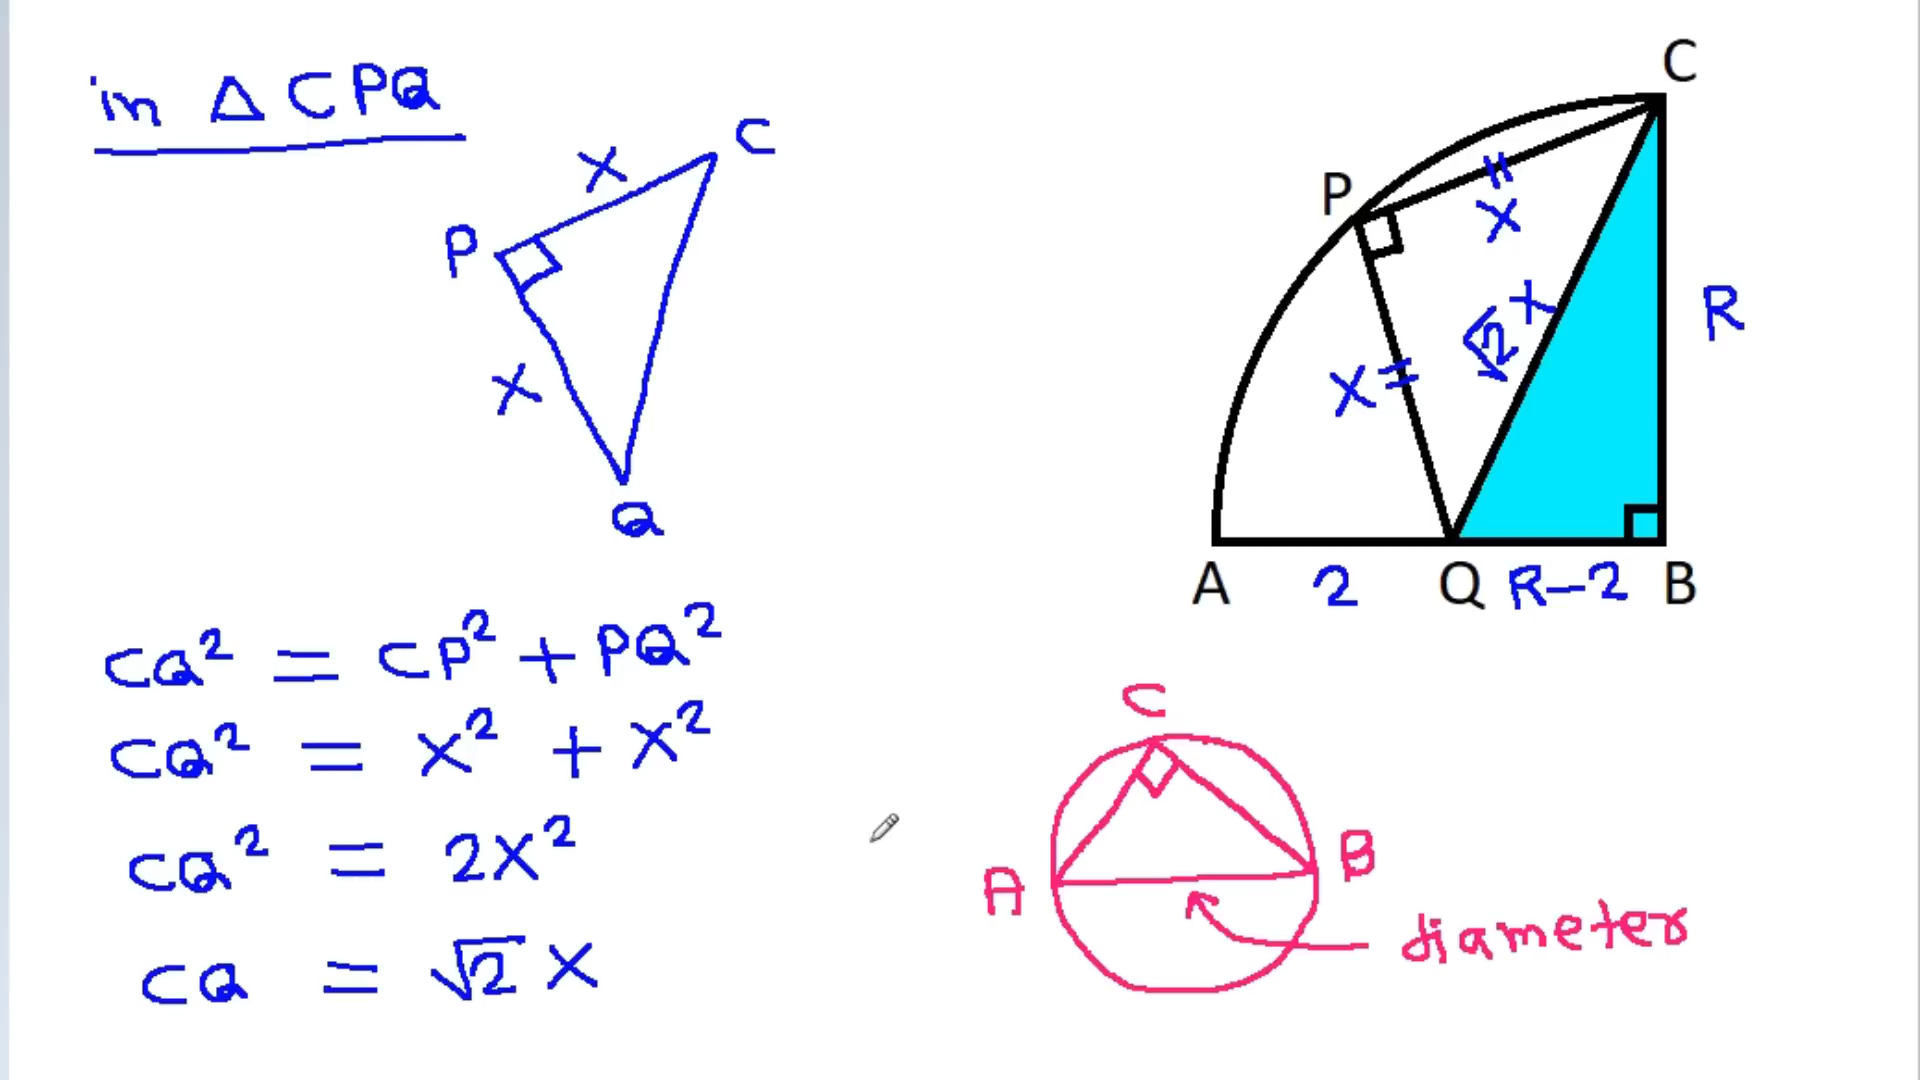 in Δ CPQ
C
X
P
X
Q
CQ² = CP² + PQ²
CQ² = X² + X²
CQ² = 2X²
CQ = √2 X
C
P
X
R
√2 X
X
A 2 Q R-2 B
C
A B
diameter